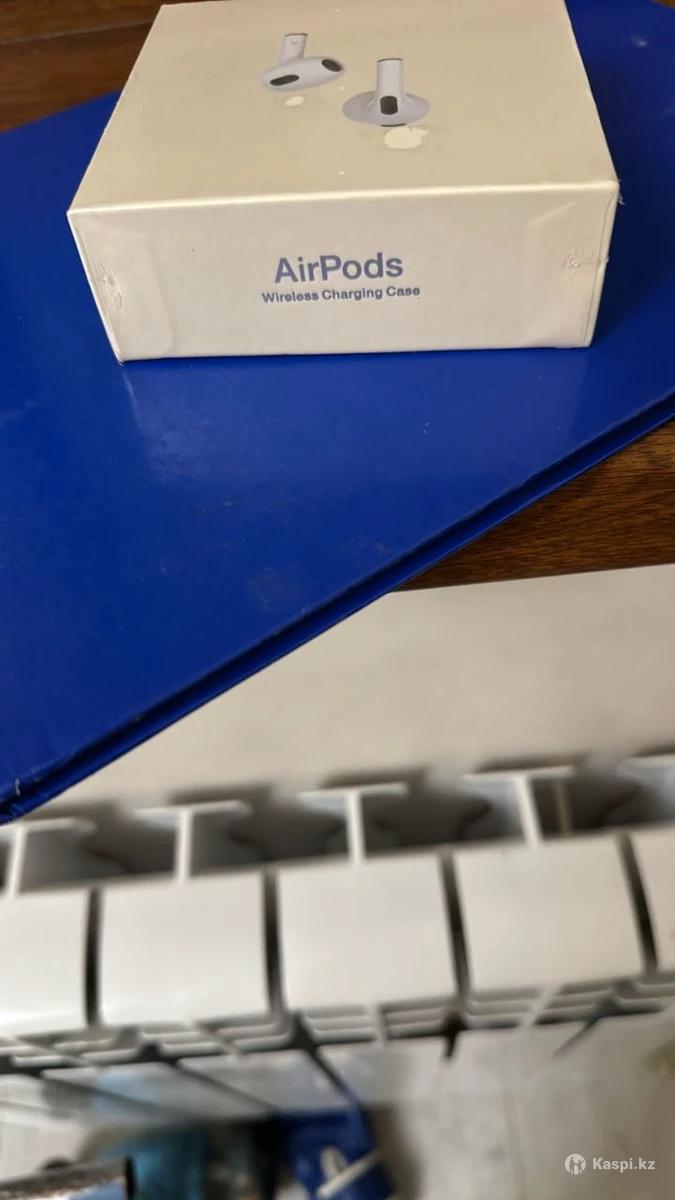 AirPods
Wireless Charging Case
Kaspi.kz